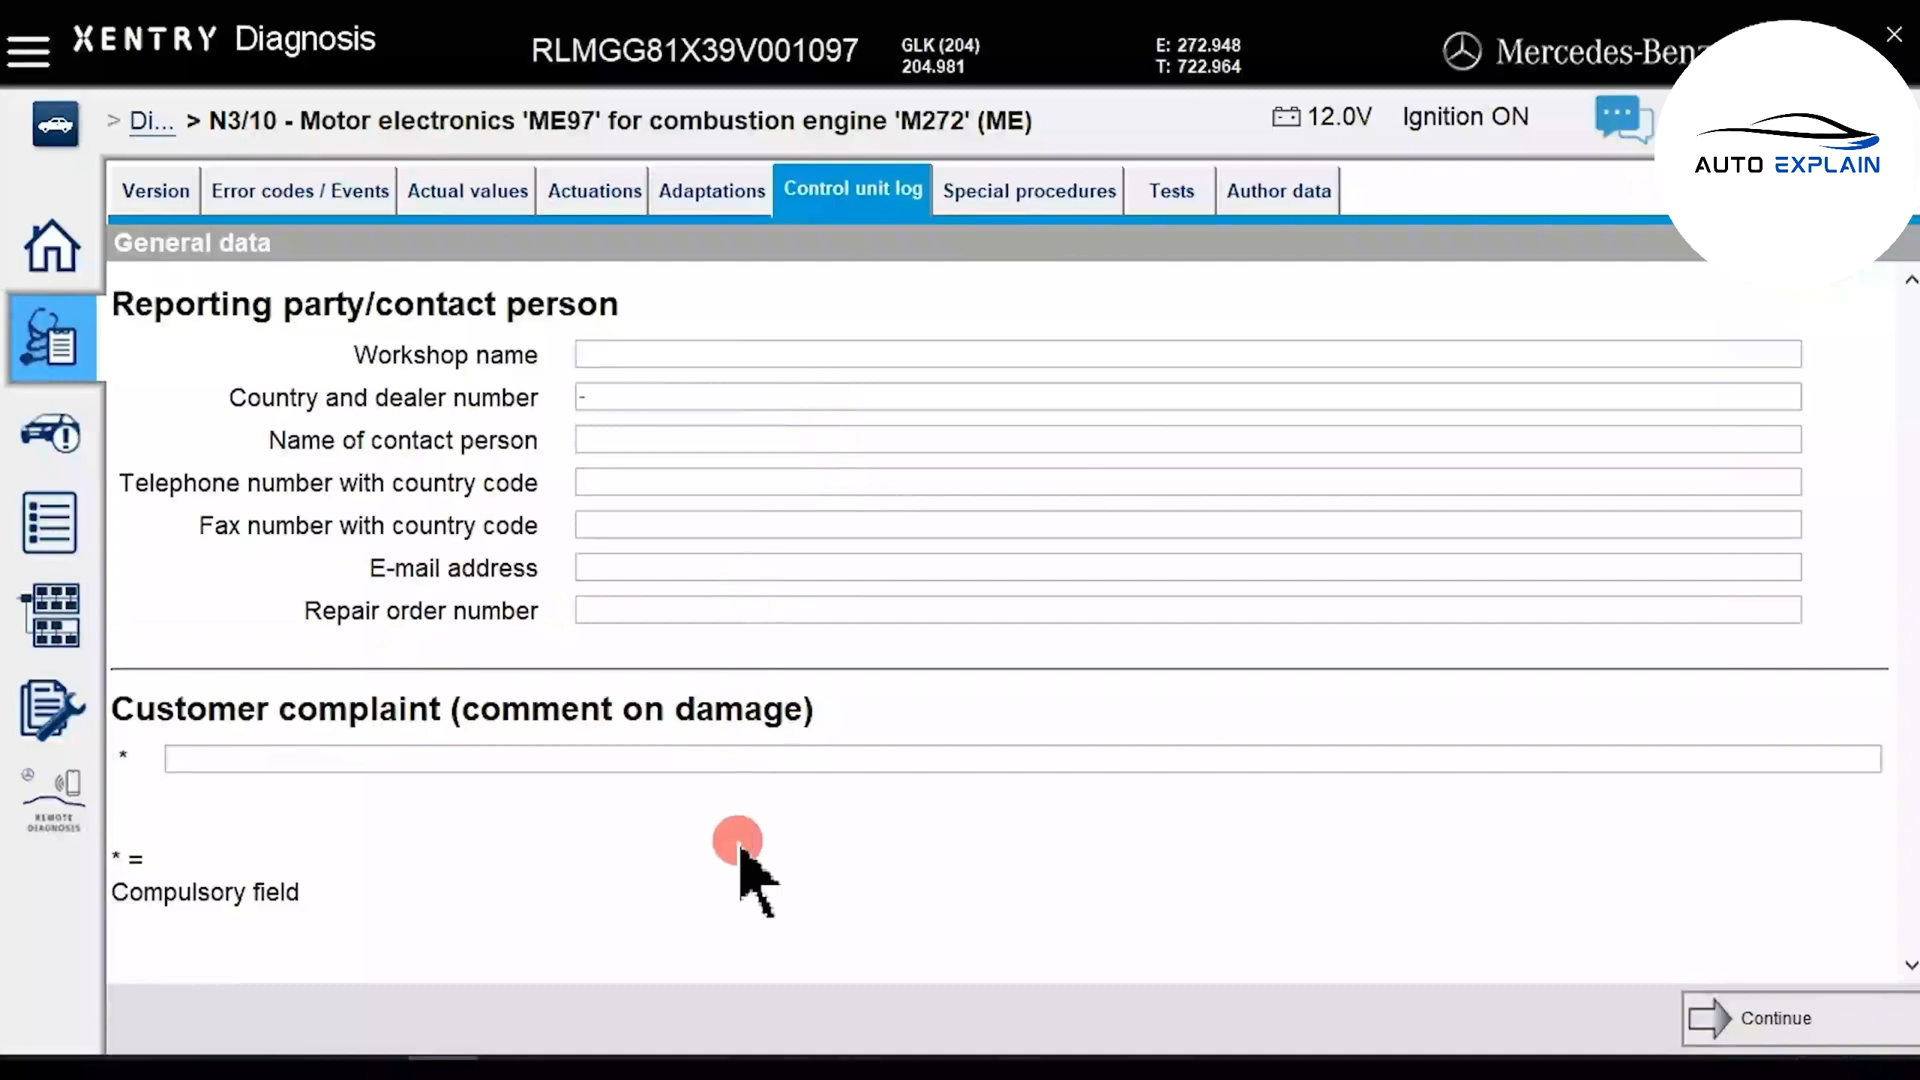 XENTRY Diagnosis
RLMGG81X39V001097
GLK (204)
204.981
E: 272.948
T: 722.964
Mercedes-Benz
> Di... > N3/10 - Motor electronics 'ME97' for combustion engine 'M272' (ME)
12.0V
Ignition ON
AUTO EXPLAIN
Version
Error codes / Events
Actual values
Actuations
Adaptations
Control unit log
Special procedures
Tests
Author data
General data
Reporting party/contact person
Workshop name
Country and dealer number
-
Name of contact person
Telephone number with country code
Fax number with country code
E-mail address
Repair order number
Customer complaint (comment on damage)
*
REMOTE
DIAGNOSIS
* =
Compulsory field
Continue